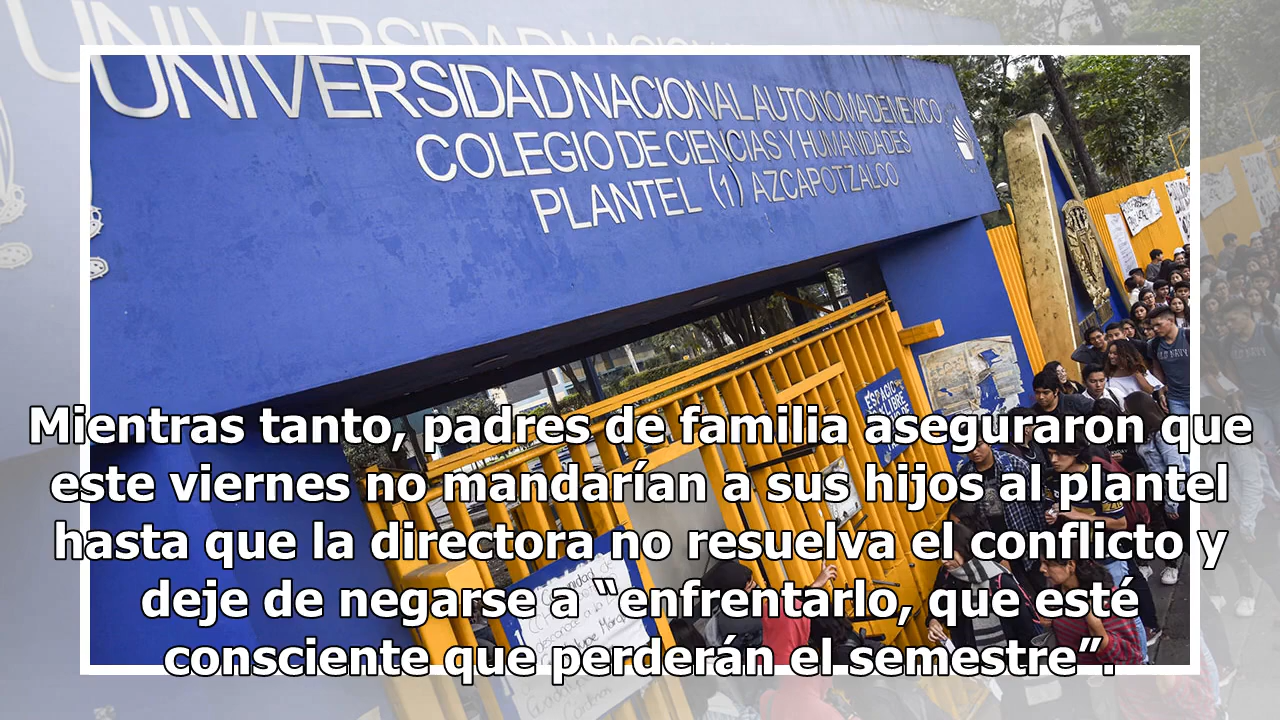 UNIVERSIDAD NACIONAL AUTONOMA DE MEXICO
COLEGIO DE CIENCIAS Y HUMANIDADES
PLANTEL (1) AZCAPOTZALCO
ESPACIO
LIBRE
Mientras tanto, padres de familia aseguraron que
este viernes no mandarían a sus hijos al plantel
hasta que la directora no resuelva el conflicto y
deje de negarse a “enfrentarlo, que esté
consciente que perderán el semestre”.